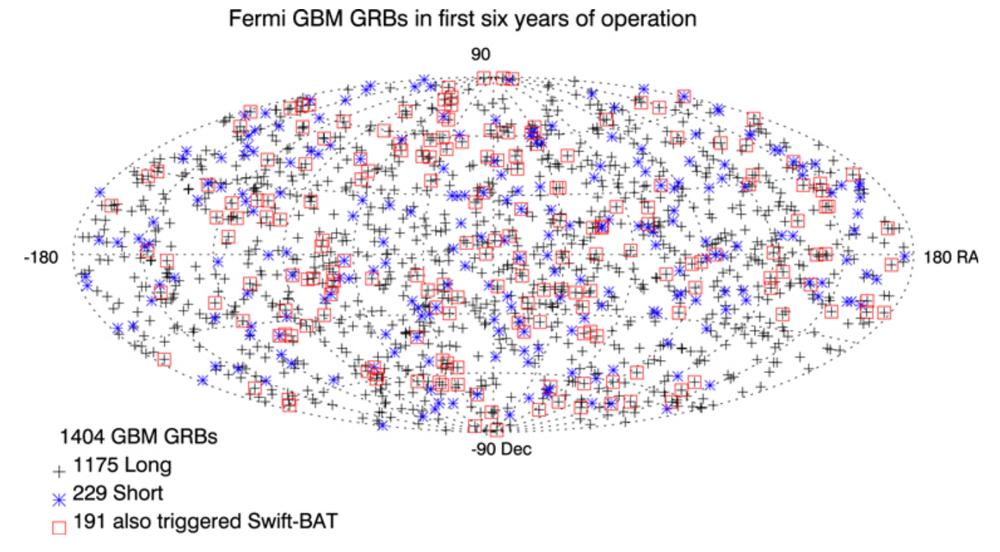 Fermi GBM GRBs in first six years of operation
90
-180
180 RA
-90 Dec
1404 GBM GRBs
1175 Long
229 Short
191 also triggered Swift-BAT